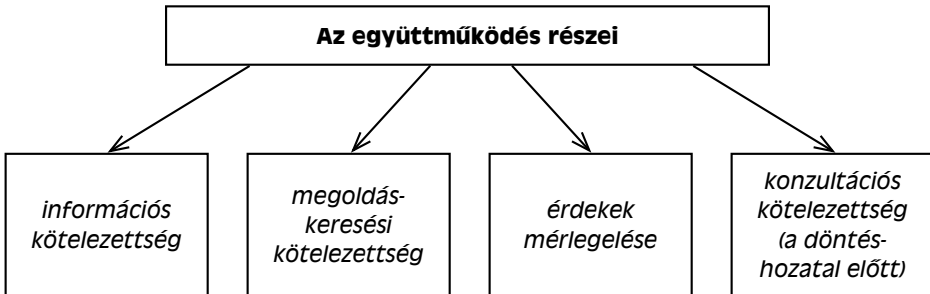 Az együttműködés részei
információs
kötelezettség
megoldás-
keresési
kötelezettség
érdekek
mérlegelése
konzultációs
kötelezettség
(a döntés-
hozatal előtt)